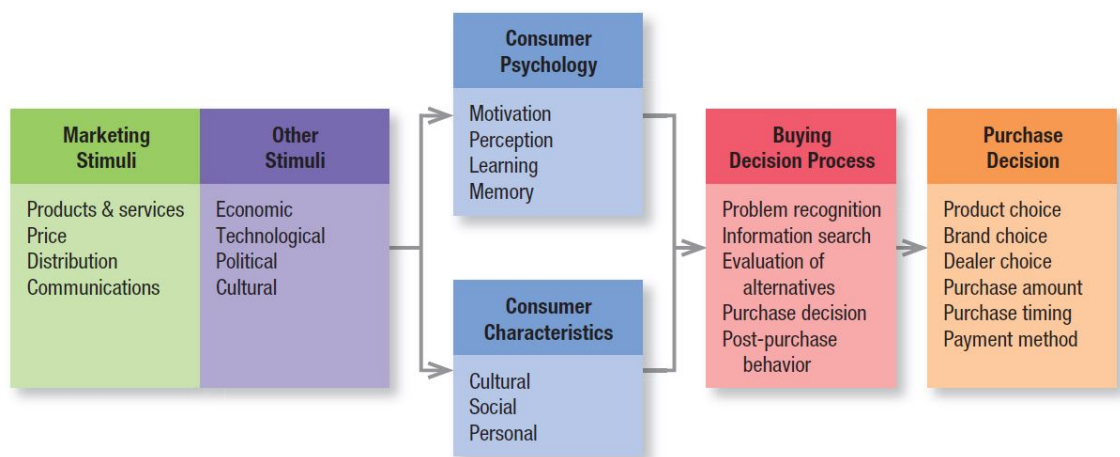 Marketing
Stimuli
Products & services
Price
Distribution
Communications
Other
Stimuli
Economic
Technological
Political
Cultural
Consumer
Psychology
Motivation
Perception
Learning
Memory
Consumer
Characteristics
Cultural
Social
Personal
Buying
Decision Process
Problem recognition
Information search
Evaluation of
alternatives
Purchase decision
Post-purchase
behavior
Purchase
Decision
Product choice
Brand choice
Dealer choice
Purchase amount
Purchase timing
Payment method